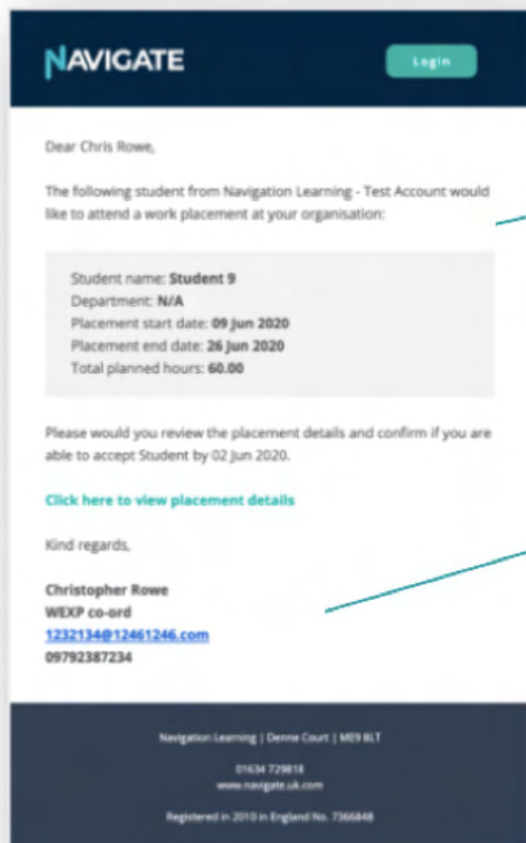 NAVIGATE
Login
Dear Chris Rowe,
The following student from Navigation Learning - Test Account would
like to attend a work placement at your organisation:
Student name: Student 9
Department: N/A
Placement start date: 09 Jun 2020
Placement end date: 26 Jun 2020
Total planned hours: 60.00
Please would you review the placement details and confirm if you are
able to accept Student by 02 Jun 2020.
Click here to view placement details
Kind regards,
Christopher Rowe
WEXP co-ord
1232134@12461246.com
09792387234
Navigation Learning | Denne Court | ME9 8LT
01634 729818
www.navigate.uk.com
Registered in 2010 in England No. 7366848